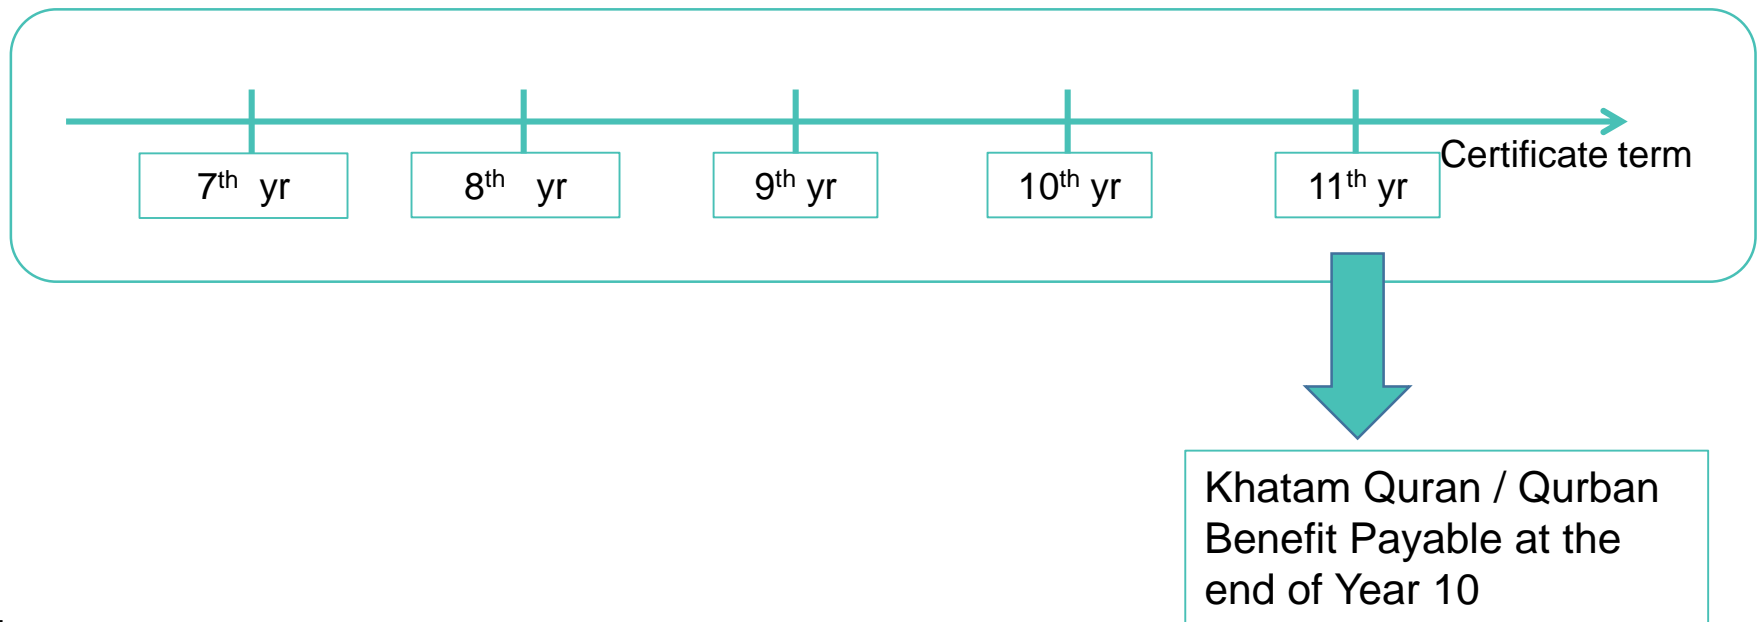 Certificate term
7th yr
8th yr
9th yr
10th yr
11th yr
Khatam Quran / Qurban
Benefit Payable at the
end of Year 10